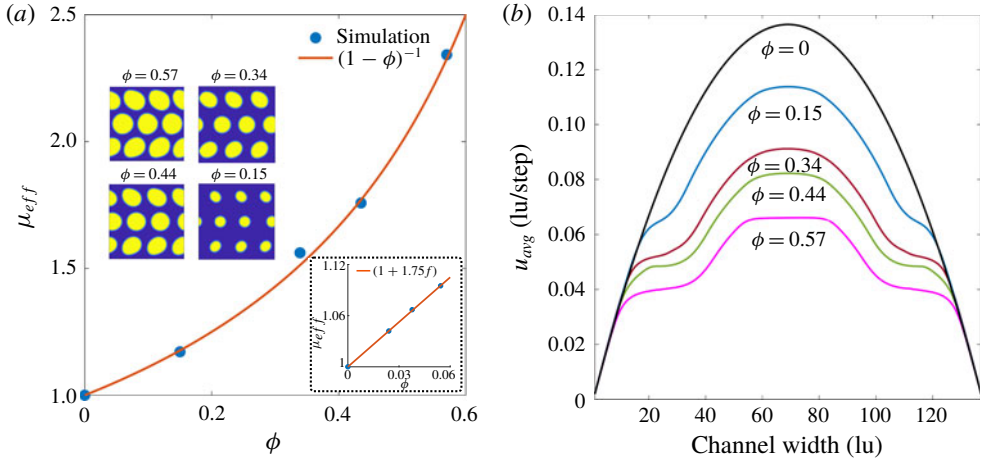 (a)
2.5
2.0
1.5
1.0
μeff
0
0.2
0.4
0.6
ϕ
Simulation
(1 − ϕ)−1
ϕ = 0.57
ϕ = 0.34
ϕ = 0.44
ϕ = 0.15
1.12
1.06
1
μeff
(1 + 1.75f)
0
0.03
0.06
ϕ
(b)
0.14
0.12
0.10
0.08
0.06
0.04
0.02
0
uavg (lu/step)
ϕ = 0
ϕ = 0.15
ϕ = 0.34
ϕ = 0.44
ϕ = 0.57
20
40
60
80
100
120
Channel width (lu)